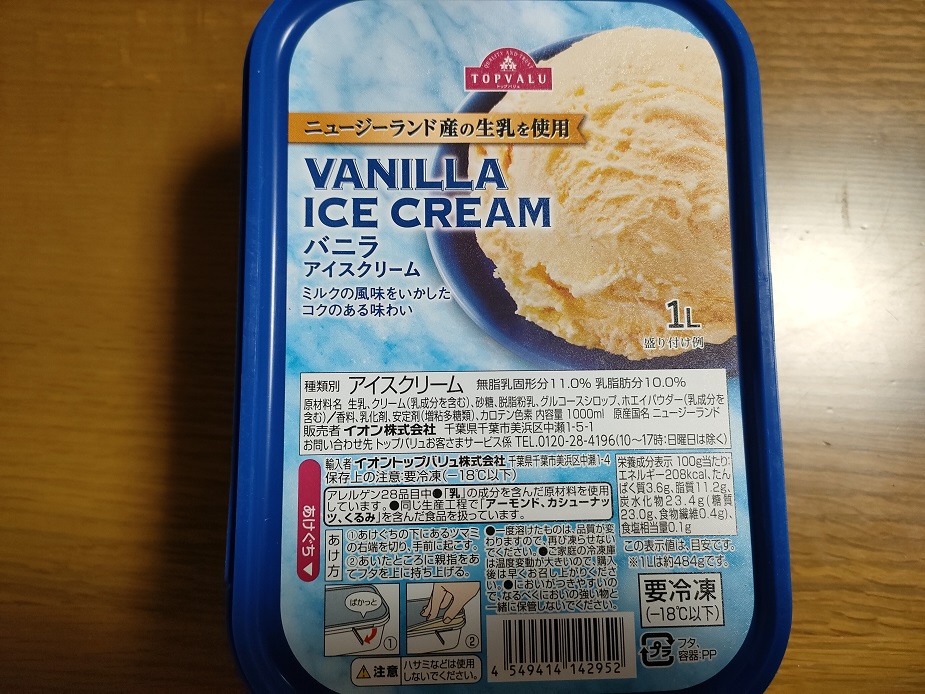 QUALITY AND TRUST
TOPVALU
トップバリュ
ニュージーランド産の生乳を使用
VANILLA
ICE CREAM
バニラ
アイスクリーム
ミルクの風味をいかした
コクのある味わい
1L
盛り付け例
種類別 アイスクリーム 無脂乳固形分11.0% 乳脂肪分10.0%
原材料名 生乳、クリーム(乳成分を含む)、砂糖、脱脂粉乳、グルコースシロップ、ホエイパウダー(乳成分を
含む)/香料、乳化剤、安定剤(増粘多糖類)、カロテン色素 内容量 1000ml 原産国名 ニュージーランド
販売者 イオン株式会社 千葉県千葉市美浜区中瀬1-5-1
お問い合わせ先 トップバリュお客さまサービス係 TEL.0120-28-4196(10〜17時:日曜日は除く)
輸入者 イオントップバリュ株式会社 千葉県千葉市美浜区中瀬1-4
保存上の注意:要冷凍(−18℃以下)
アレルゲン28品目中●「乳」の成分を含んだ原材料を使用
しています。●同じ生産工程で「アーモンド、カシューナッ
ツ、くるみ」を含んだ食品を扱っています。
栄養成分表示 100g当たり
エネルギー208kcal、たん
ぱく質3.6g、脂質11.2g、
炭水化物23.4g(糖質
23.0g、食物繊維0.4g)、
食塩相当量0.1g
この表示値は、目安です。
※1Lは約484gです。
あけぐち
あけ方
①あけぐちの下にあるツマミ
の右端を切り、手前に起こす。
②あいたところに親指をあ
てフタを上に持ち上げる。
●一度溶けたものは、品質が変
わりますので、再び凍らせない
でください。●ご家庭の冷凍庫
は温度変動が大きいので、購入
後は早くお召し上がりくださ
い。●においがつきやすいの
で、なるべくにおいの強い物と
一緒に保管しないでください。
要冷凍
(−18℃以下)
ぱかっと
①
②
注意
ハサミなどは使用
しないでください。
4 549414 142952
プラ
フタ、
容器:PP